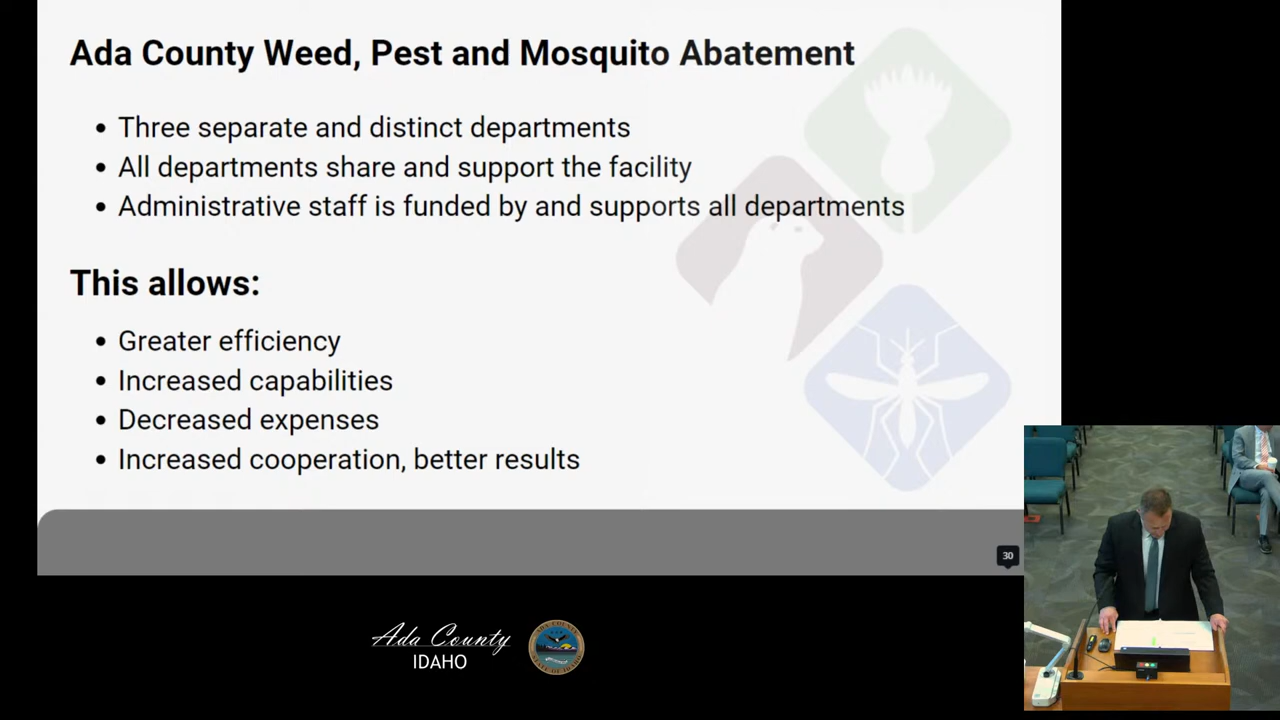 Ada County Weed, Pest and Mosquito Abatement
• Three separate and distinct departments
• All departments share and support the facility
• Administrative staff is funded by and supports all departments
This allows:
• Greater efficiency
• Increased capabilities
• Decreased expenses
• Increased cooperation, better results
30
Ada County
IDAHO